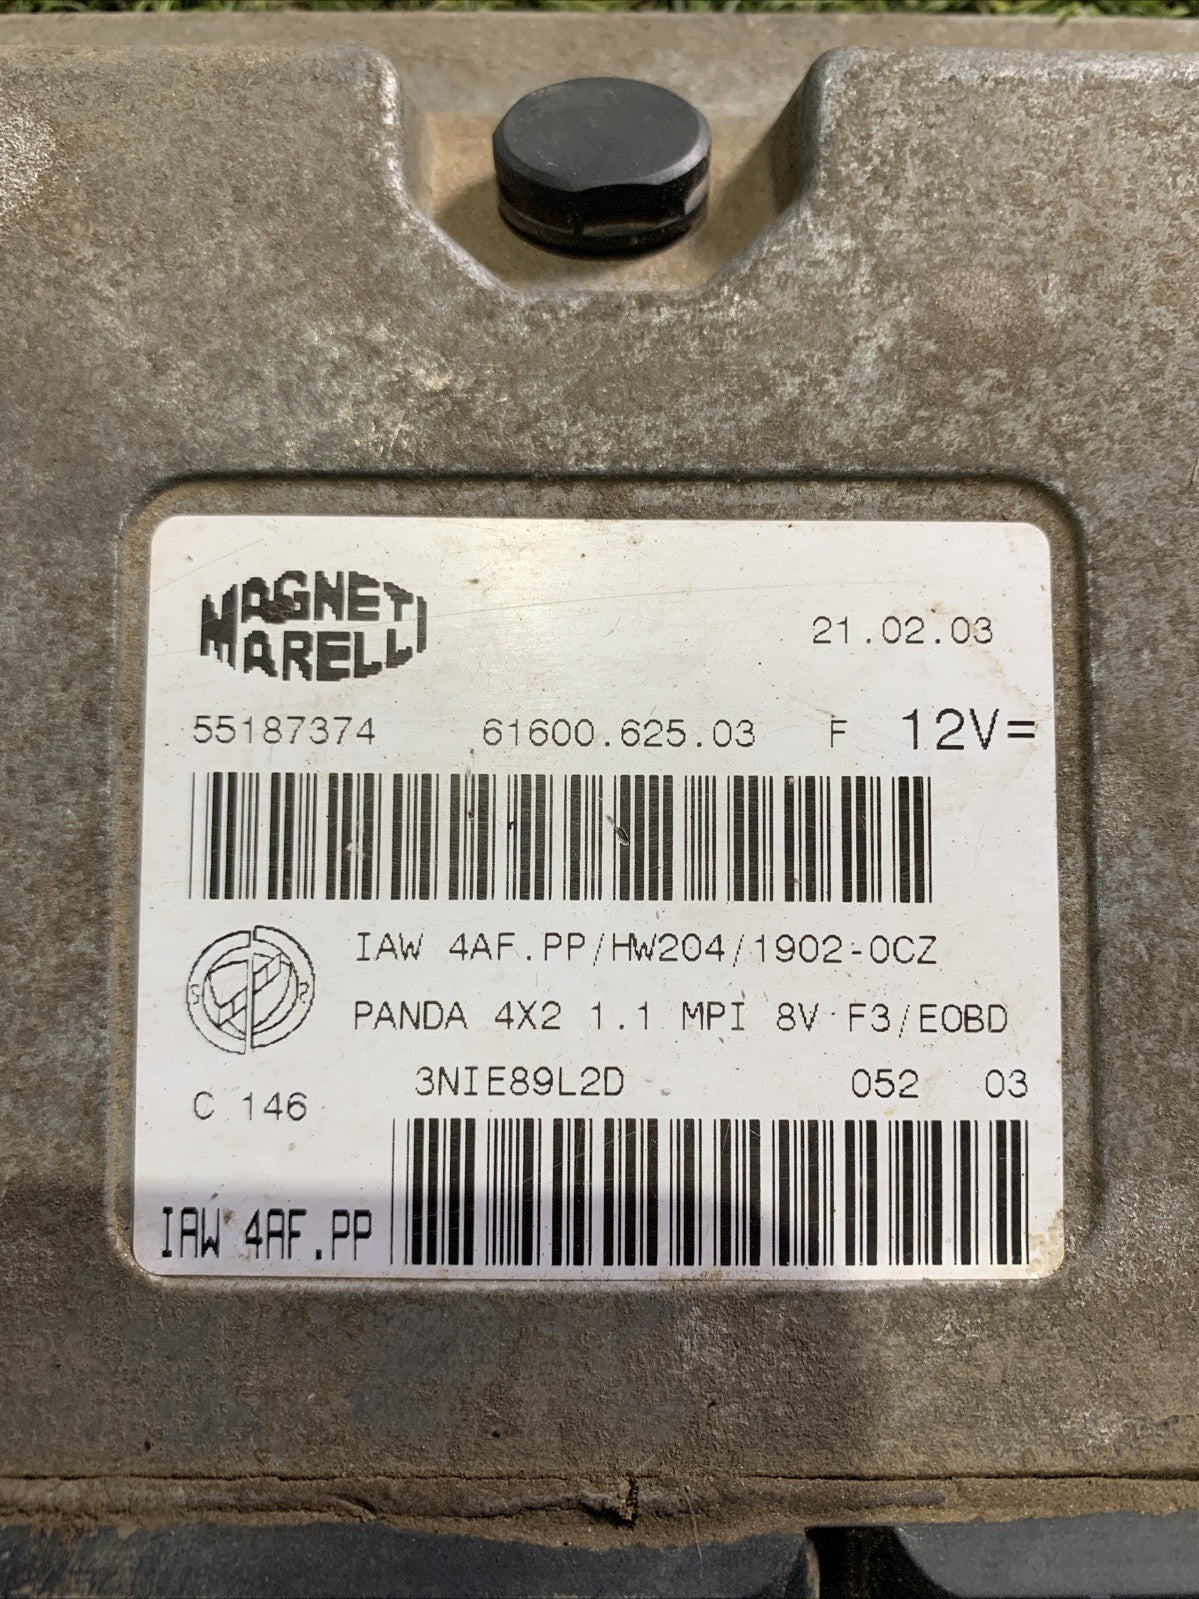 MAGNETI
MARELLI
21.02.03
55187374 61600.625.03 F 12V=
IAW 4AF.PP/HW204/1902-0CZ
PANDA 4X2 1.1 MPI 8V F3/EOBD
3NIE89L2D 052 03
C 146
IAW 4AF.PP